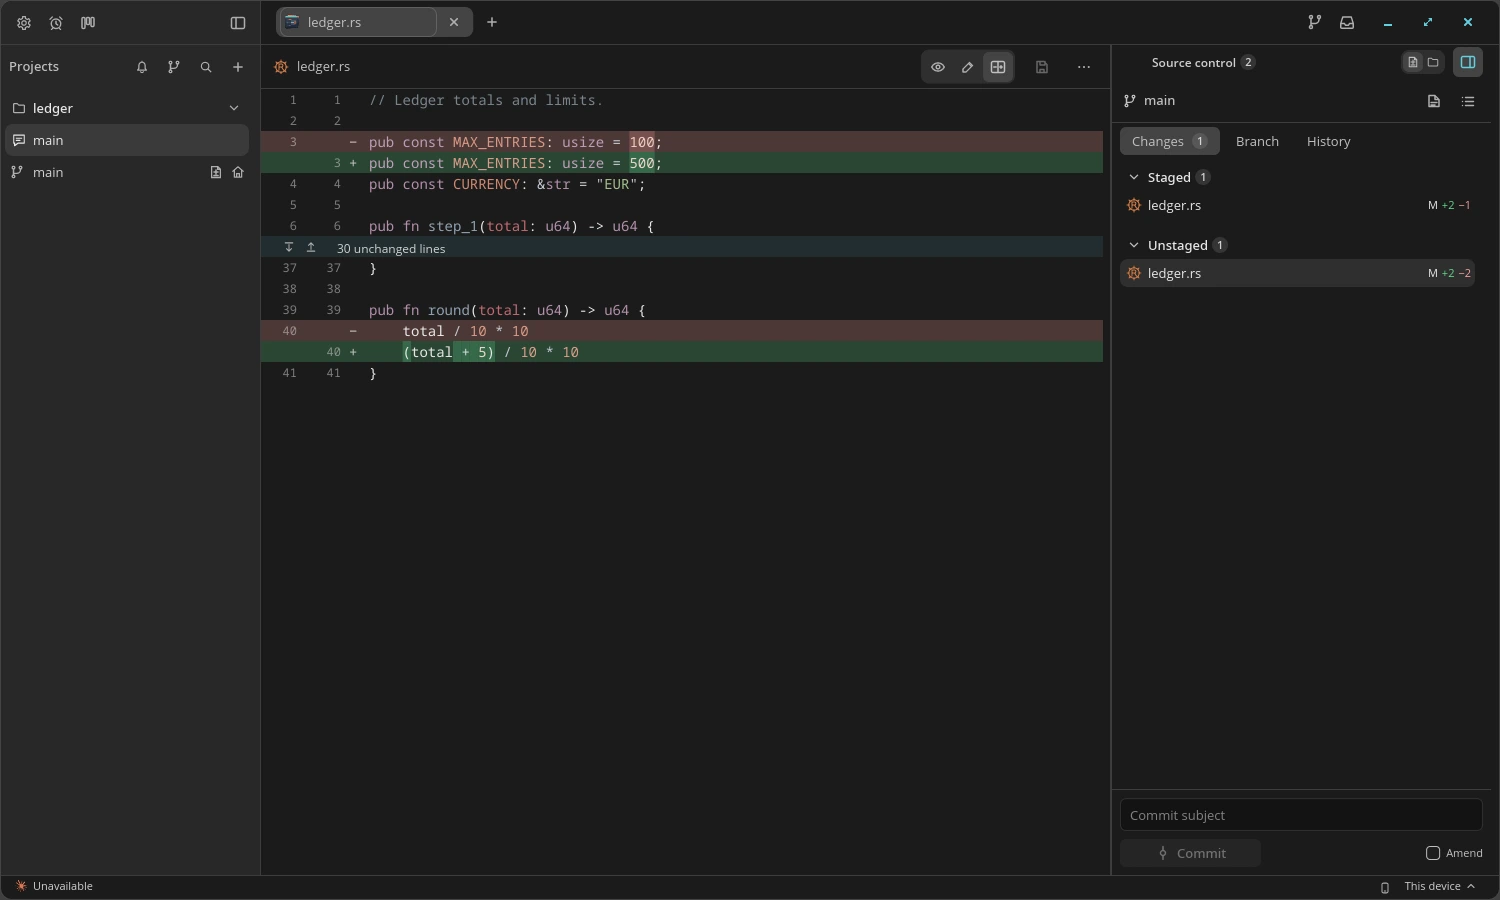 ledger.rs
Projects
ledger
main
main
ledger.rs
1 1 // Ledger totals and limits.
2 2
3 − pub const MAX_ENTRIES: usize = 100;
3 + pub const MAX_ENTRIES: usize = 500;
4 4 pub const CURRENCY: &str = "EUR";
5 5
6 6 pub fn step_1(total: u64) -> u64 {
30 unchanged lines
37 37 }
38 38
39 39 pub fn round(total: u64) -> u64 {
40 − total / 10 * 10
40 + (total + 5) / 10 * 10
41 41 }
Source control 2
main
Changes 1 Branch History
Staged 1
ledger.rs M +2 −1
Unstaged 1
ledger.rs M +2 −2
Commit subject
Commit Amend
Unavailable
This device